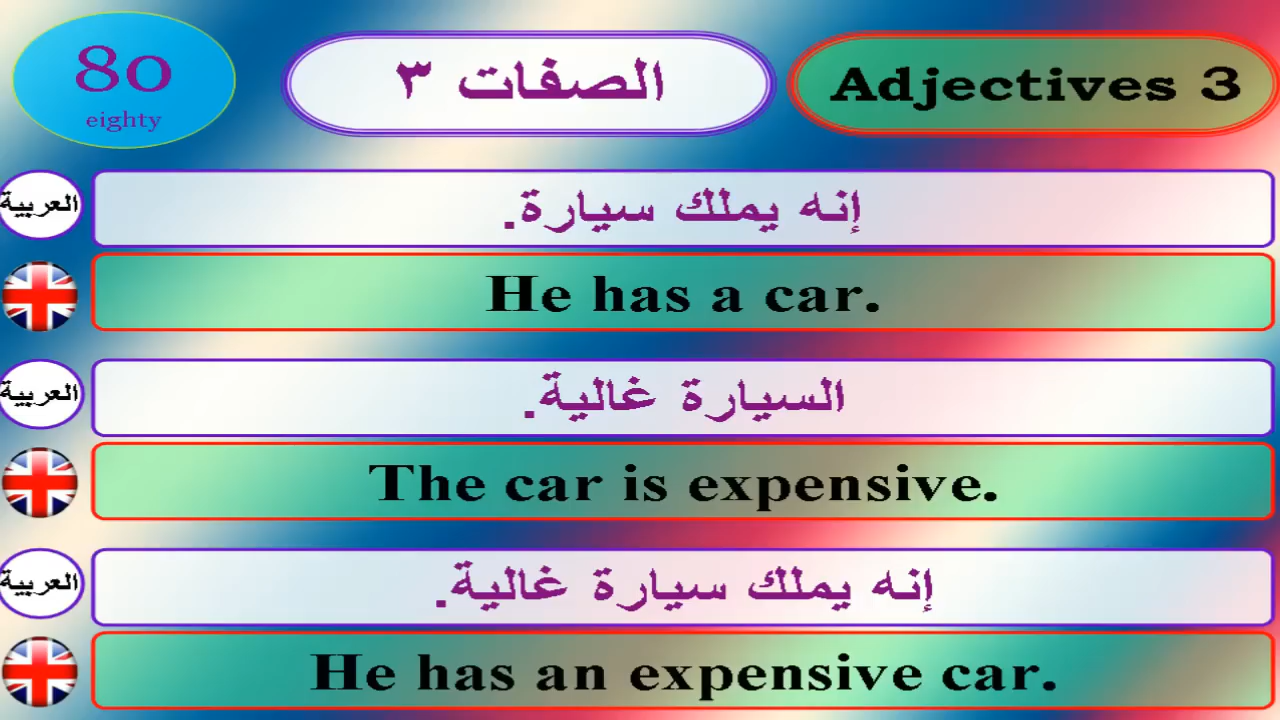 80
eighty
الصفات ٣
Adjectives 3
العربية
إنه يملك سيارة.
He has a car.
العربية
السيارة غالية.
The car is expensive.
العربية
إنه يملك سيارة غالية.
He has an expensive car.